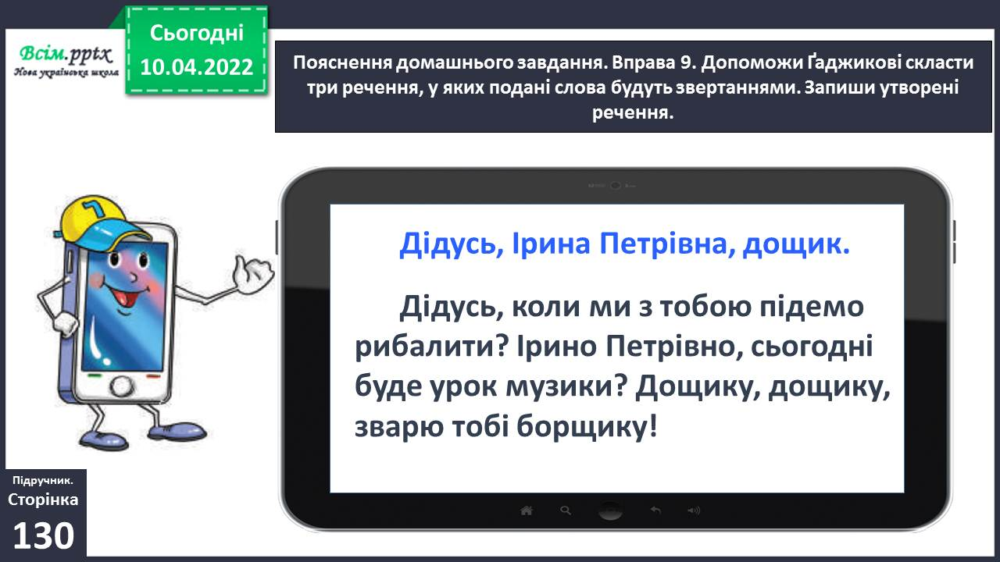 Сьогодні
10.04.2022
Всім.pptx
Нова українська школа
Пояснення домашнього завдання. Вправа 9. Допоможи Ґаджикові скласти
три речення, у яких подані слова будуть звертаннями. Запиши утворені
речення.
Дідусь, Ірина Петрівна, дощик.
Дідусь, коли ми з тобою підемо
рибалити? Ірино Петрівно, сьогодні
буде урок музики? Дощику, дощику,
зварю тобі борщику!
Підручник.
Сторінка
130